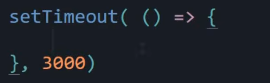 setTimeout( () => {
}, 3000)